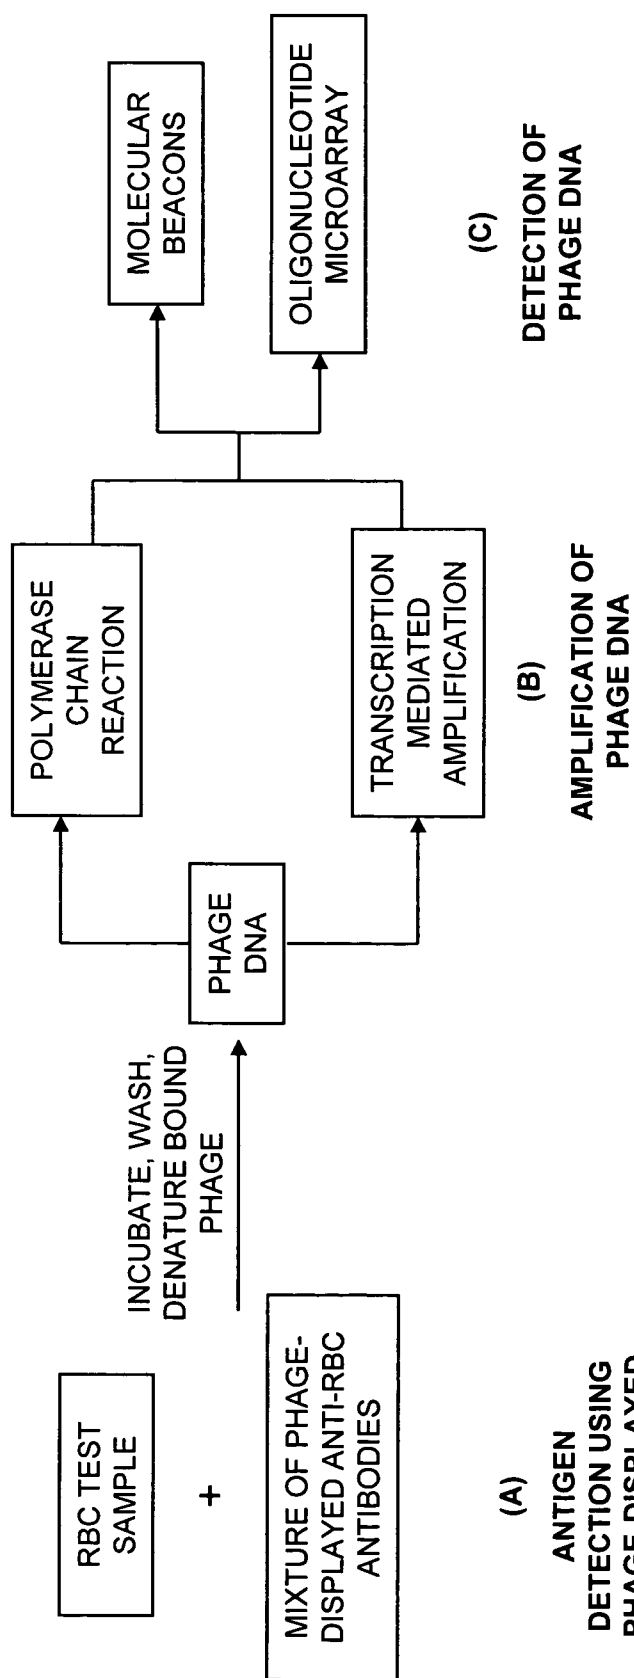 RBC TEST
SAMPLE
+
MIXTURE OF PHAGE-
DISPLAYED ANTI-RBC
ANTIBODIES
INCUBATE, WASH,
DENATURE BOUND
PHAGE
PHAGE
DNA
POLYMERASE
CHAIN
REACTION
TRANSCRIPTION
MEDIATED
AMPLIFICATION
MOLECULAR
BEACONS
OLIGONUCLEOTIDE
MICROARRAY
(A)
ANTIGEN
DETECTION USING
PHAGE-DISPLAYED
(B)
AMPLIFICATION OF
PHAGE DNA
(C)
DETECTION OF
PHAGE DNA